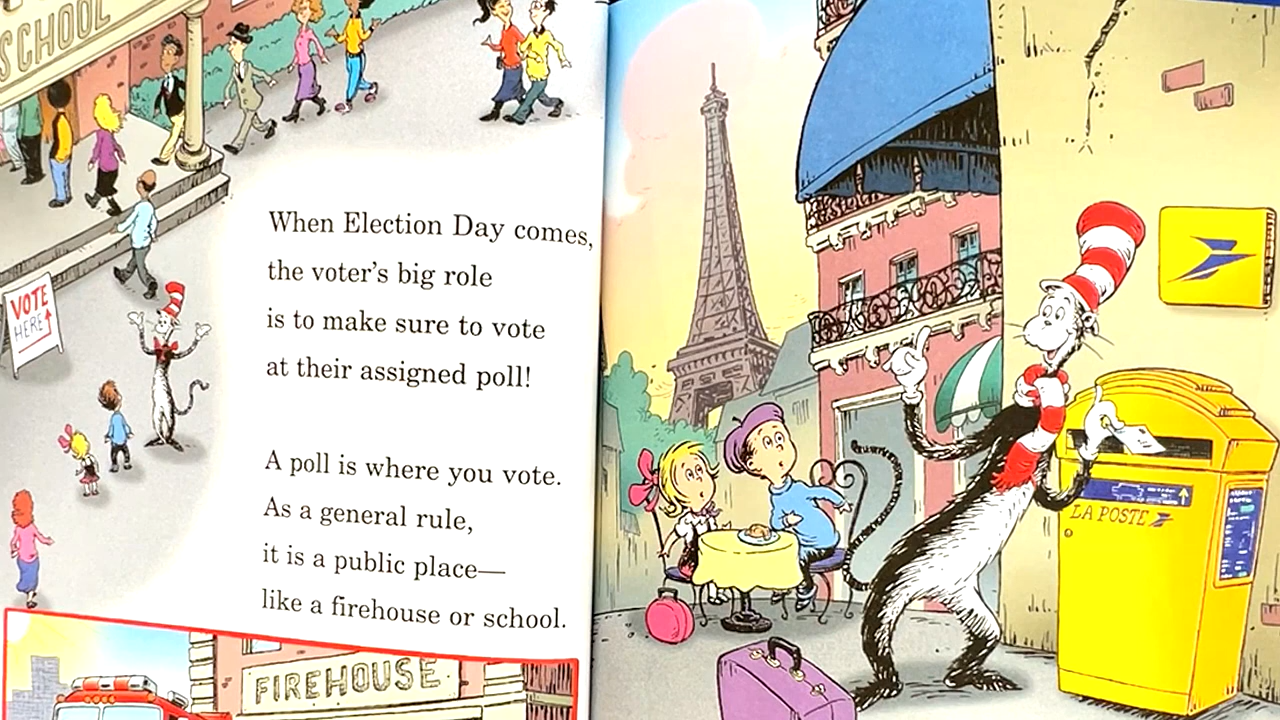 SCHOOL
VOTE
HERE
When Election Day comes,
the voter's big role
is to make sure to vote
at their assigned poll!
A poll is where you vote.
As a general rule,
it is a public place—
like a firehouse or school.
FIREHOUSE
LA POSTE